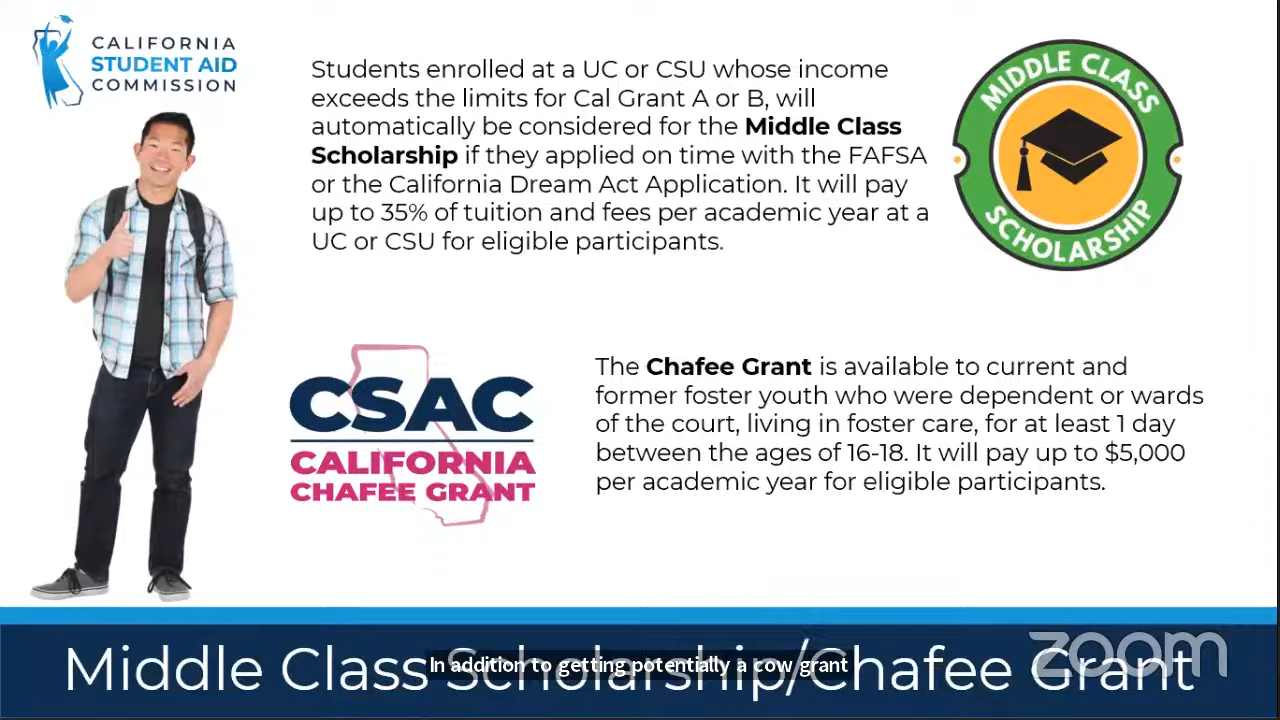 CALIFORNIA
STUDENT AID
COMMISSION
Students enrolled at a UC or CSU whose income
exceeds the limits for Cal Grant A or B, will
automatically be considered for the Middle Class
Scholarship if they applied on time with the FAFSA
or the California Dream Act Application. It will pay
up to 35% of tuition and fees per academic year at a
UC or CSU for eligible participants.
MIDDLE CLASS
SCHOLARSHIP
CSAC
CALIFORNIA
CHAFEE GRANT
The Chafee Grant is available to current and
former foster youth who were dependent or wards
of the court, living in foster care, for at least 1 day
between the ages of 16-18. It will pay up to $5,000
per academic year for eligible participants.
zoom
Middle Class Scholarship/Chafee Grant
In addition to getting potentially a cow grant